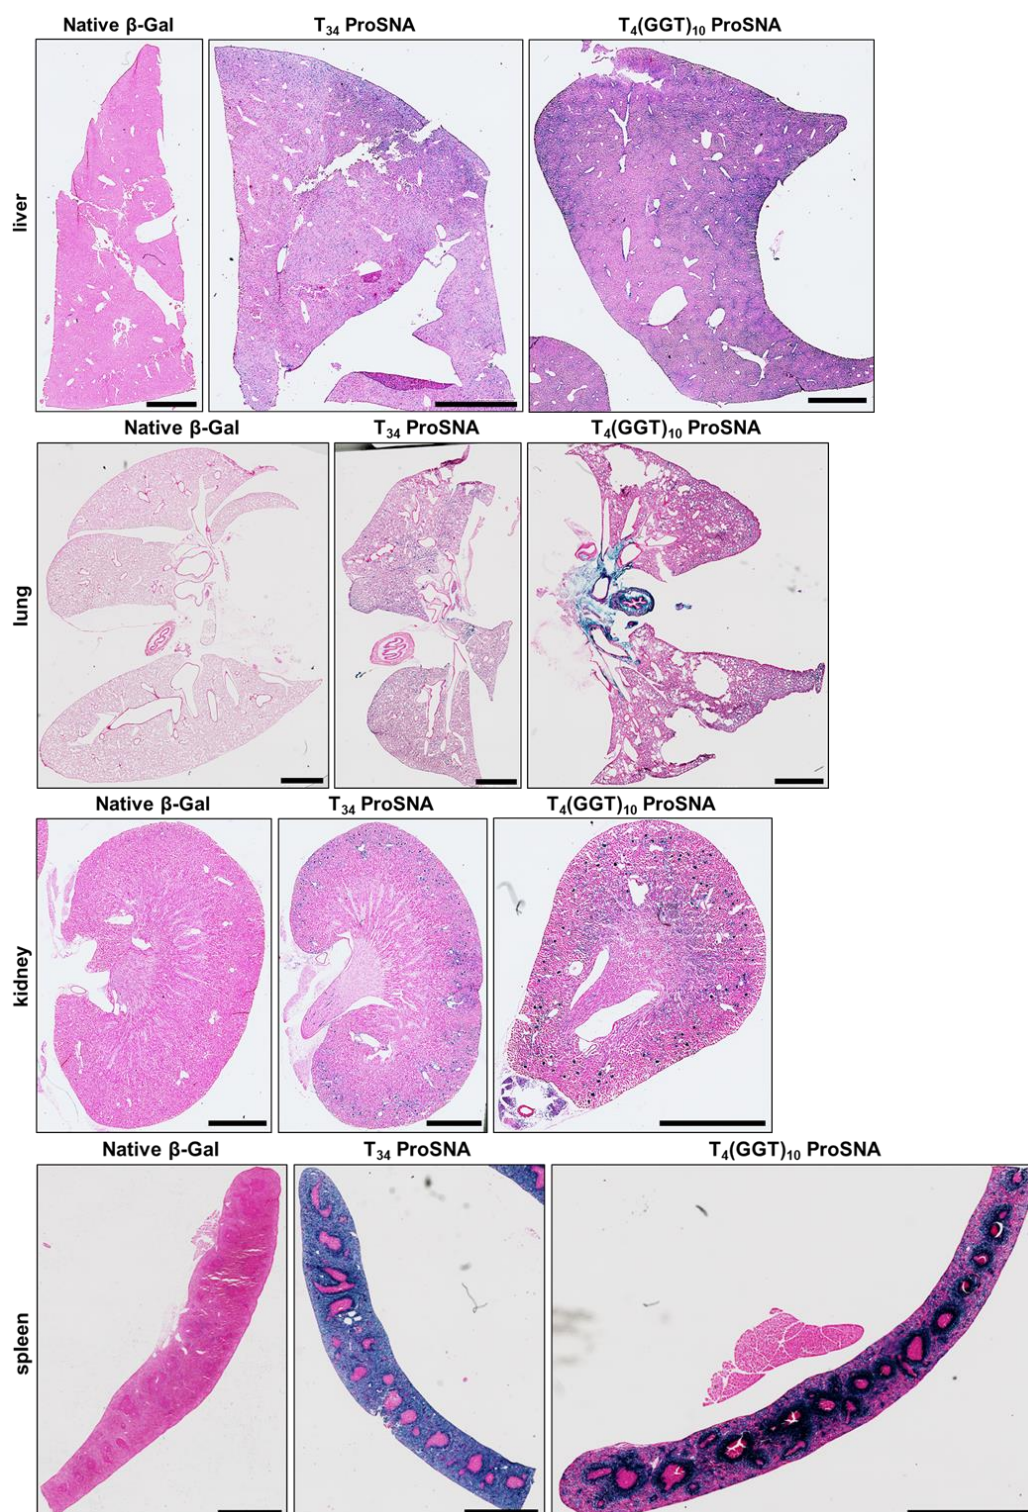 Native β-Gal T₃₄ ProSNA T₄(GGT)₁₀ ProSNA
liver
Native β-Gal T₃₄ ProSNA T₄(GGT)₁₀ ProSNA
lung
Native β-Gal T₃₄ ProSNA T₄(GGT)₁₀ ProSNA
kidney
Native β-Gal T₃₄ ProSNA T₄(GGT)₁₀ ProSNA
spleen